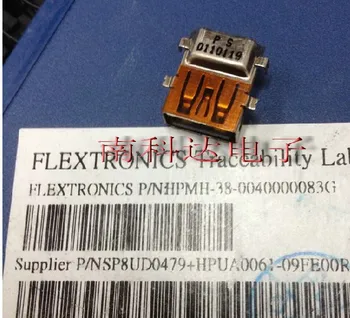 P S
0110119
南科达电子
FLEXTRONICS Traceability Lab
FLEXTRONICS P/NHPMH-38-0040000083G
Supplier P/NSP8UD0479+HPUA0061-09FE00R